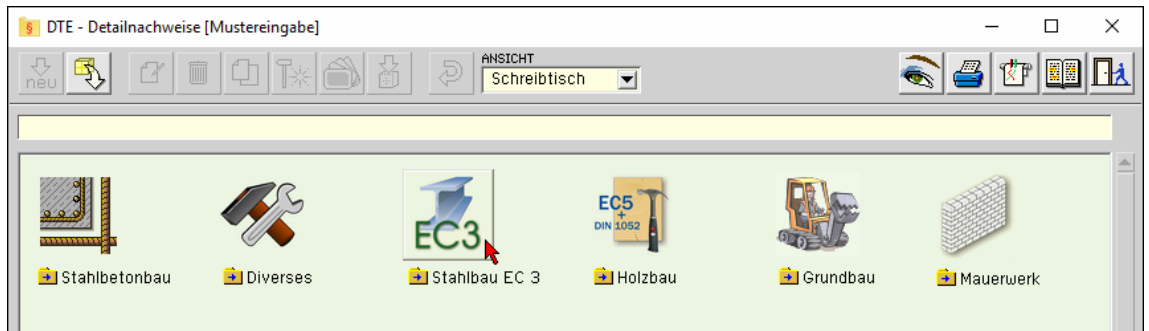 § DTE - Detailnachweise [Mustereingabe]
neu
ANSICHT
Schreibtisch
EC3
EC5
+
DIN 1052
Stahlbetonbau
Diverses
Stahlbau EC 3
Holzbau
Grundbau
Mauerwerk